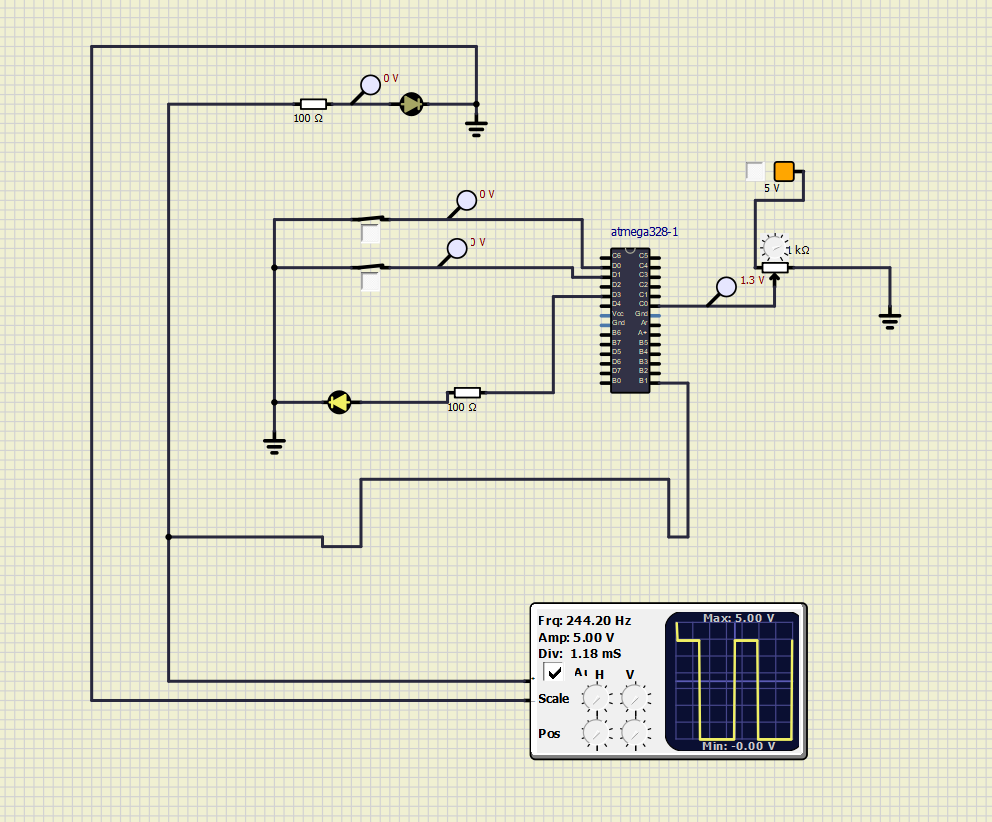 0 V
100 Ω
5 V
0 V
0 V
atmega328-1
1 kΩ
1.3 V
C6 C5
D0 C4
D1 C3
D2 C2
D3 C1
D4 C0
Vcc Gnd
Gnd
B6 A+
B7 B5
D5 B4
D6 B3
D7 B2
B0 B1
100 Ω
Frq: 244.20 Hz
Amp: 5.00 V
Div: 1.18 mS
H V
Scale
Pos
Max: 5.00 V
Min: -0.00 V